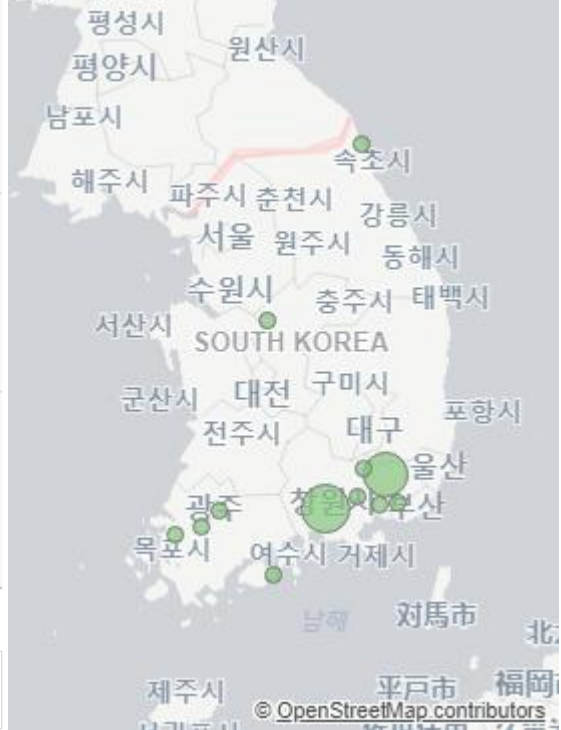 평성시
원산시
평양시
남포시
해주시
파주시
춘천시
속초시
강릉시
서울
원주시
동해시
수원시
충주시
태백시
서산시
SOUTH KOREA
군산시
대전
구미시
포항시
전주시
대구
울산
광주
창원시
부산
목포시
여수시
거제시
남해
対馬市
제주시
平戸市
福岡
© OpenStreetMap contributors